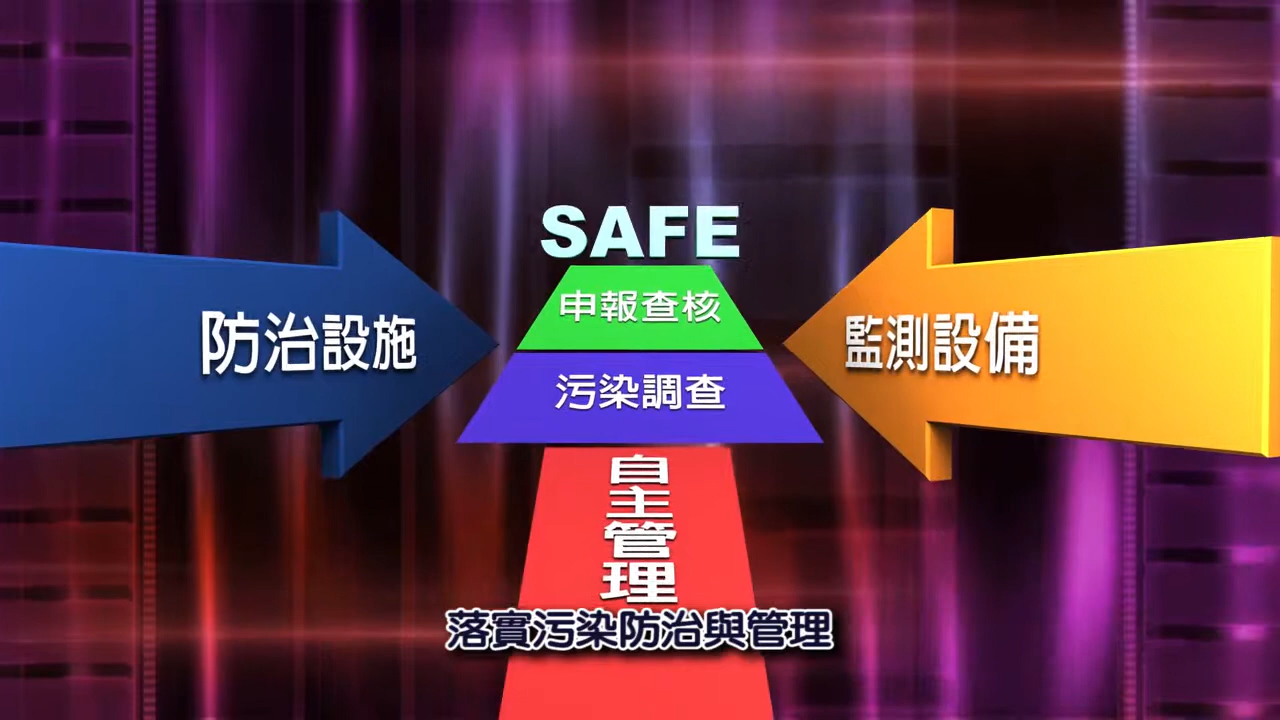 SAFE
申報查核
防治設施
監測設備
污染調查
自主管理
落實污染防治與管理